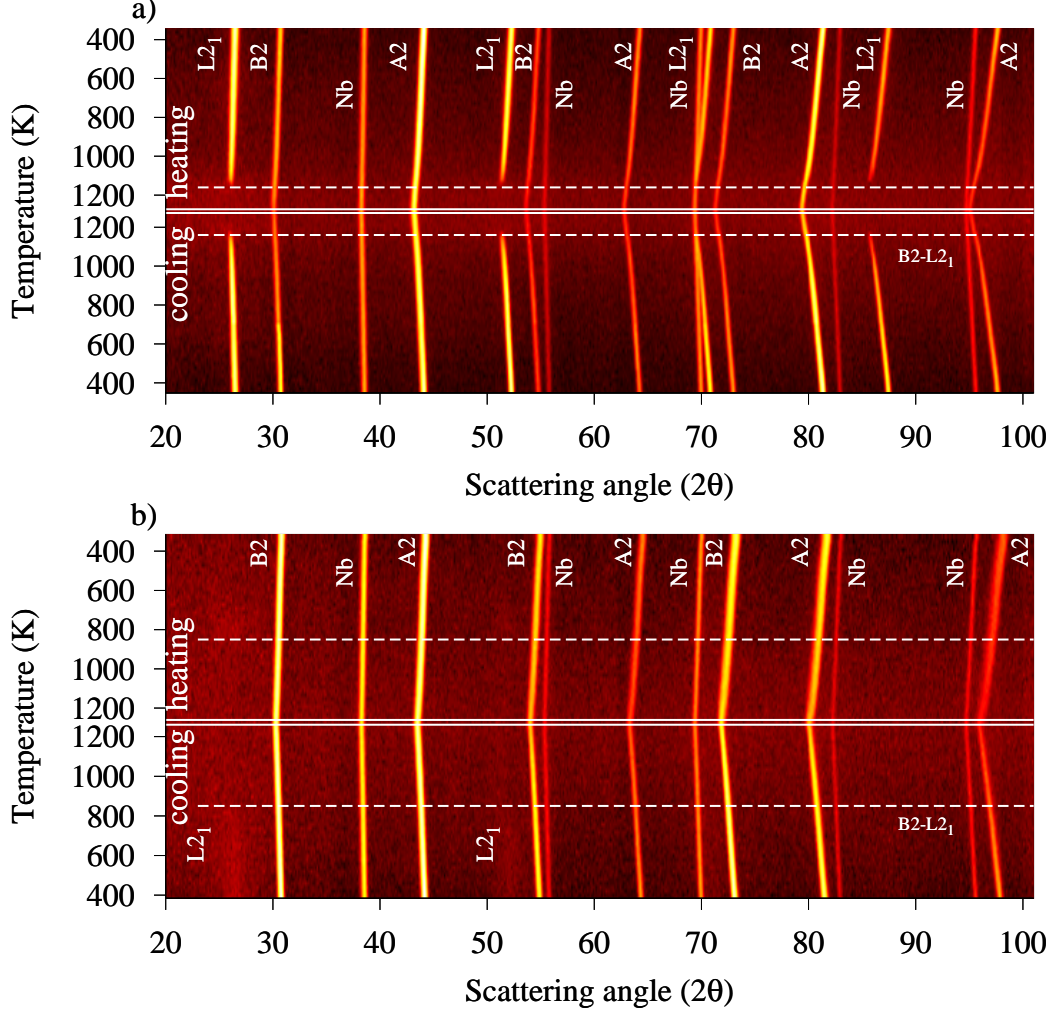 a)
L2₁ B2 Nb A2 L2₁ B2 Nb A2 Nb L2₁ B2 A2 Nb L2₁ Nb A2
400
600
800
1000
1200
1200
1000
800
600
400
Temperature (K)
heating
cooling
B2-L2₁
20 30 40 50 60 70 80 90 100
Scattering angle (2θ)
b)
B2 Nb A2 B2 Nb A2 Nb B2 A2 Nb Nb A2
400
600
800
1000
1200
1200
1000
800
600
400
Temperature (K)
heating
cooling
B2-L2₁
L2₁ L2₁
20 30 40 50 60 70 80 90 100
Scattering angle (2θ)